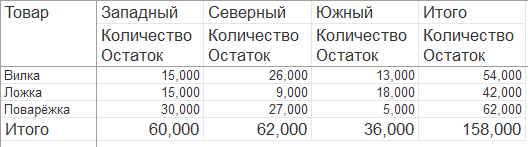 Товар Западный Северный Южный Итого
Количество Количество Количество Количество
Остаток Остаток Остаток Остаток
Вилка 15,000 26,000 13,000 54,000
Ложка 15,000 9,000 18,000 42,000
Поварёжка 30,000 27,000 5,000 62,000
Итого 60,000 62,000 36,000 158,000